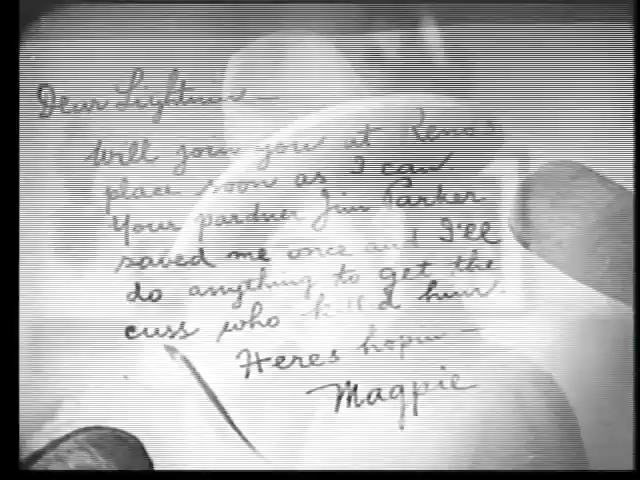 Dear Lightnin —
Will join you at Renos
place soon as I can.
Your pardner Jim Parker
saved me once and I'll
do anything to get the
cuss who killed him.
Heres hopin —
Magpie